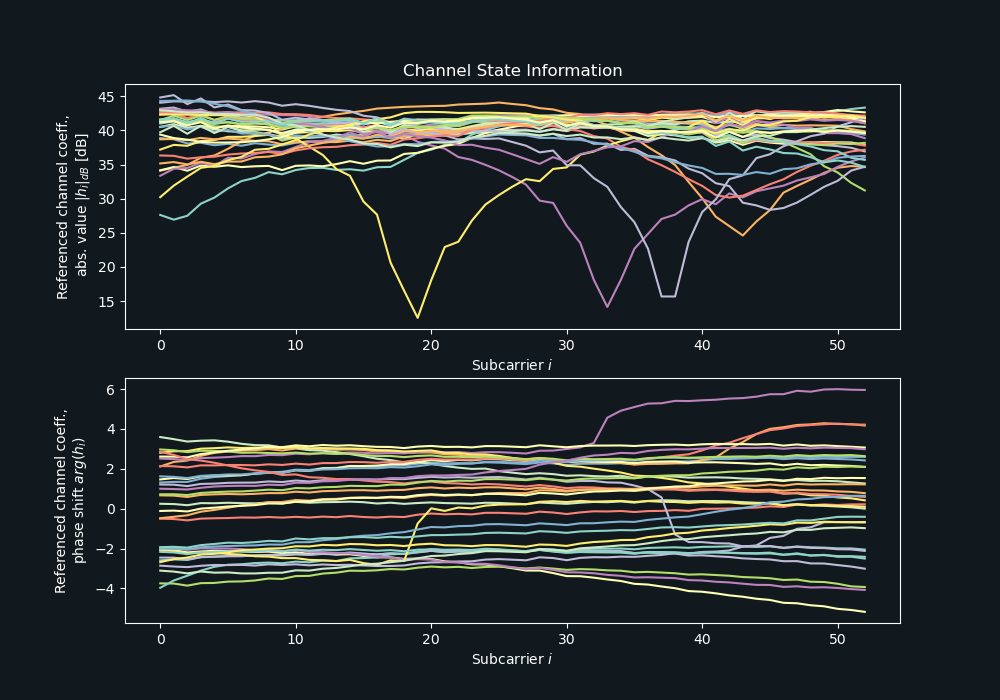 Channel State Information
Referenced channel coeff.,
abs. value |h_i|_dB [dB]
45
40
35
30
25
20
15
0 10 20 30 40 50
Subcarrier i
Referenced channel coeff.,
phase shift arg(h_i)
6
4
2
0
−2
−4
0 10 20 30 40 50
Subcarrier i